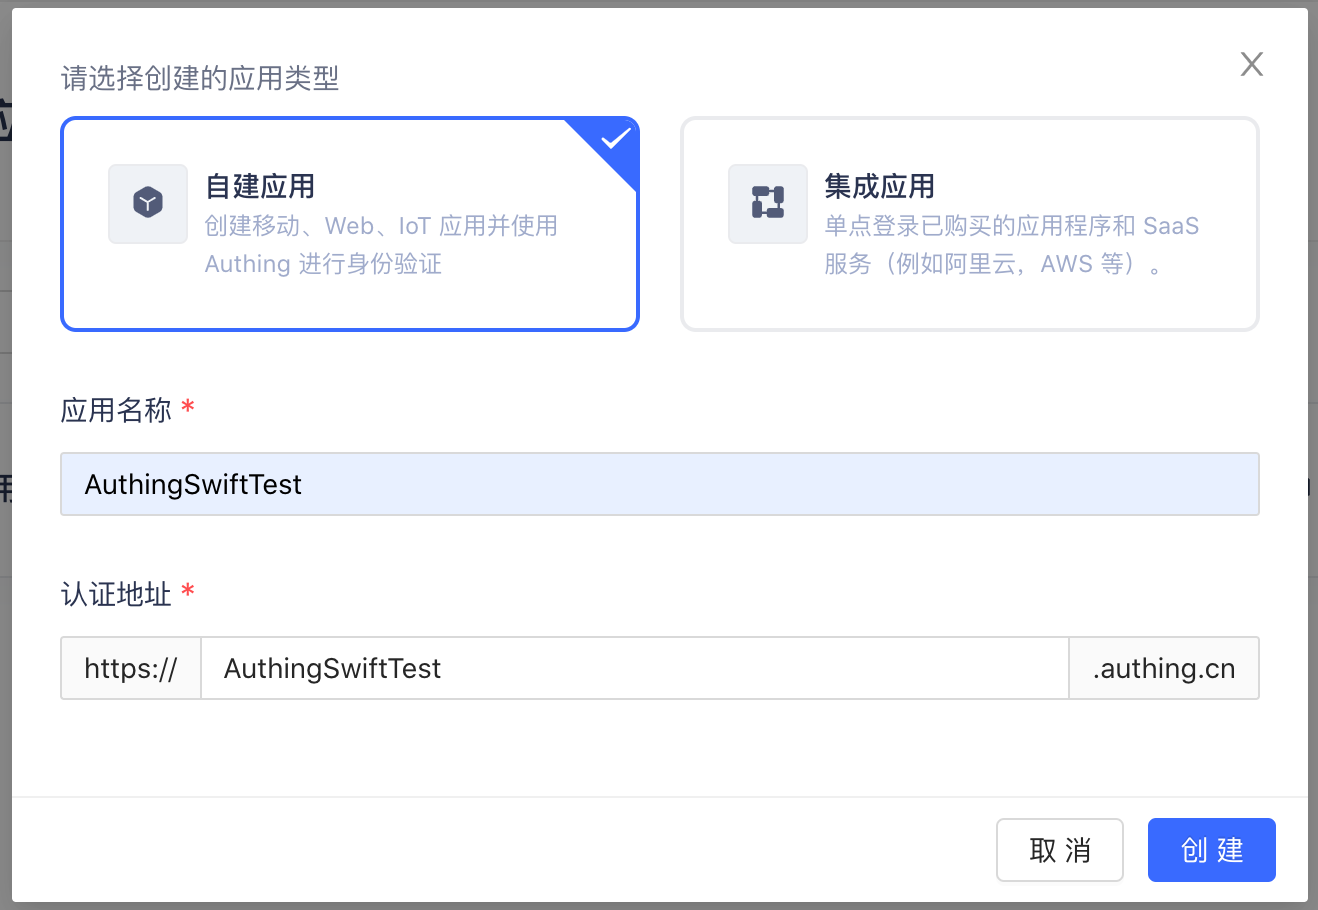 请选择创建的应用类型
自建应用
创建移动、Web、IoT 应用并使用
Authing 进行身份验证
集成应用
单点登录已购买的应用程序和 SaaS
服务（例如阿里云，AWS 等）。
应用名称 *
AuthingSwiftTest
认证地址 *
https:// AuthingSwiftTest .authing.cn
取 消 创 建